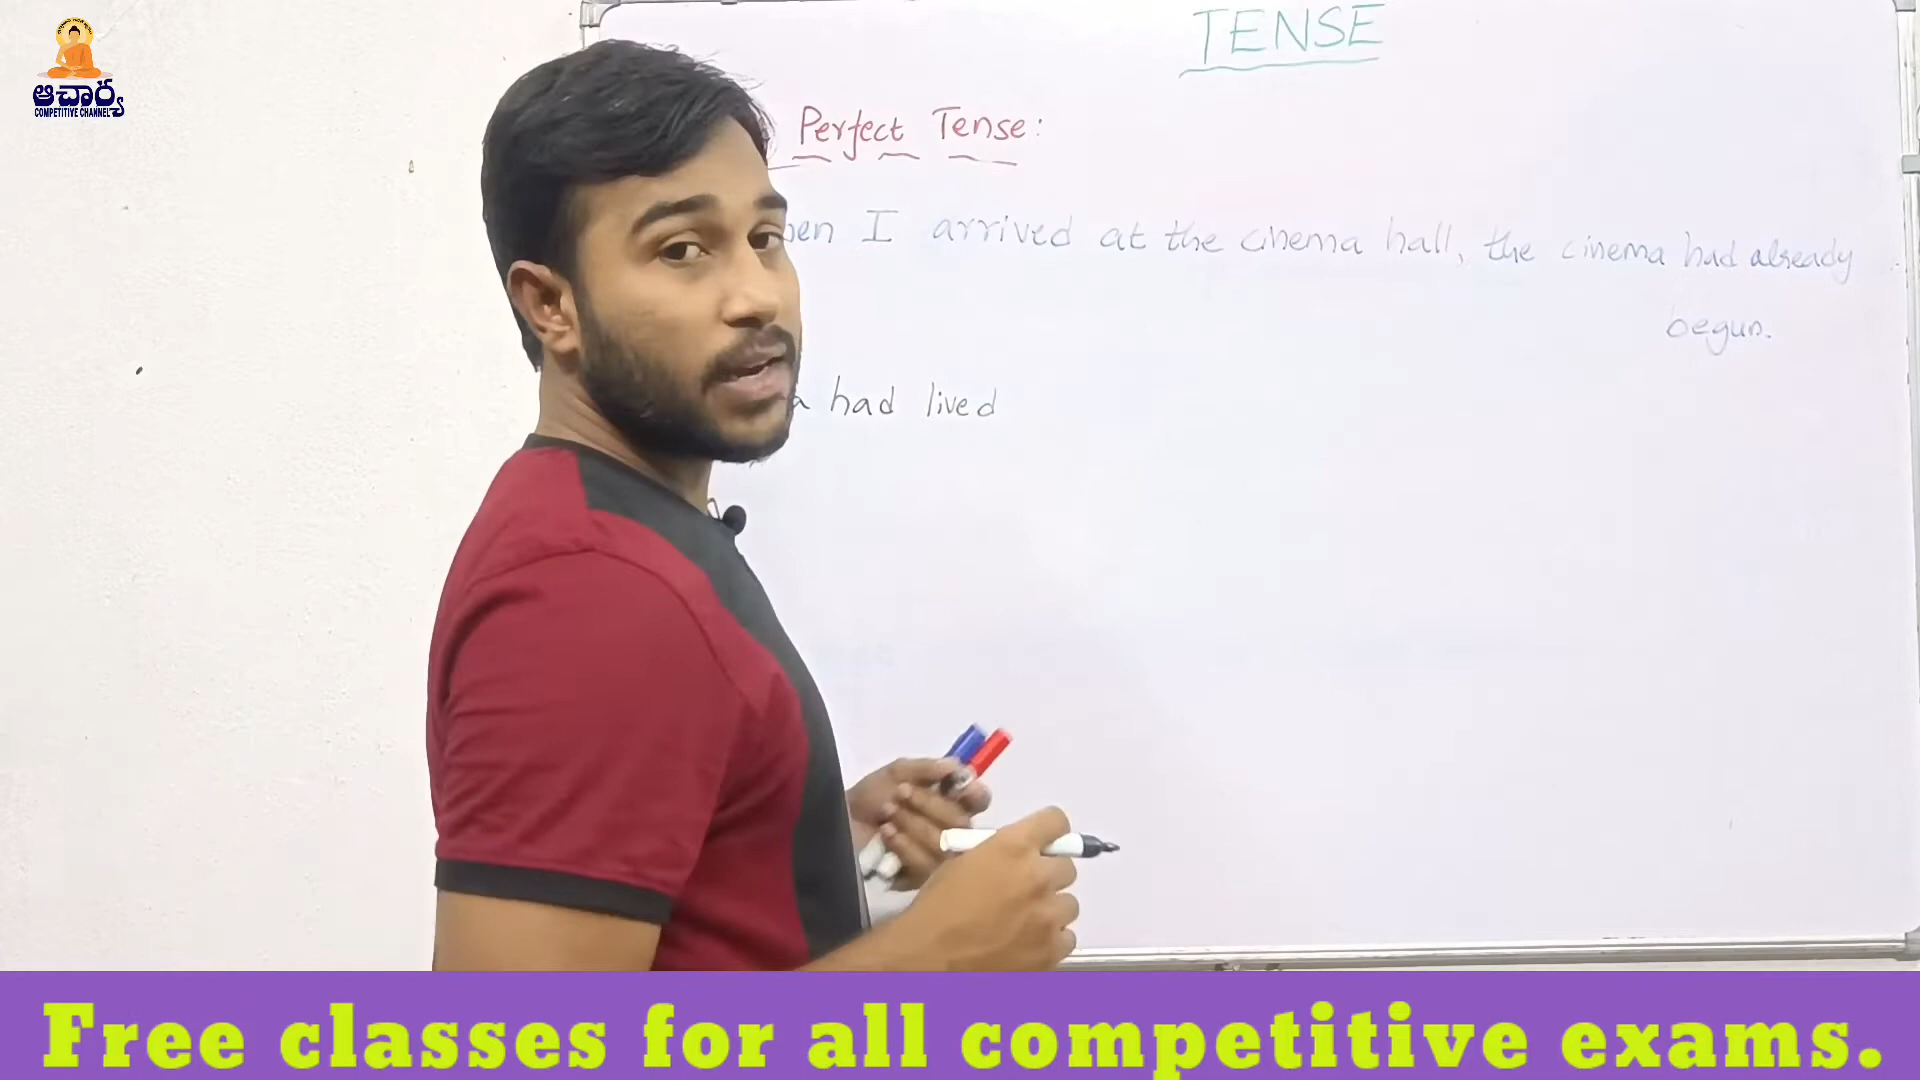 ಆಚಾರ್ಯ
COMPETITIVE CHANNEL
TENSE
Perfect Tense:
I arrived at the cinema hall, the cinema had already
begun.
had lived
Free classes for all competitive exams.